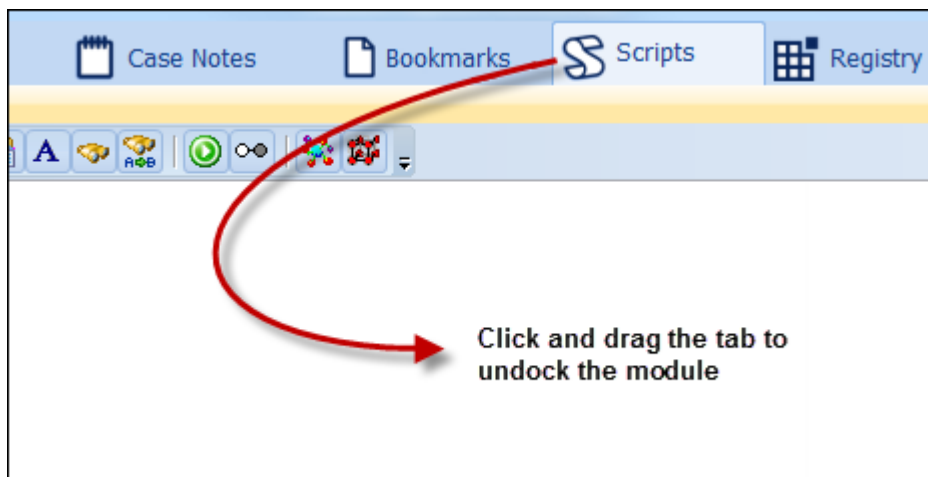 Case Notes
Bookmarks
Scripts
Registry
A
A B
Click and drag the tab to
undock the module